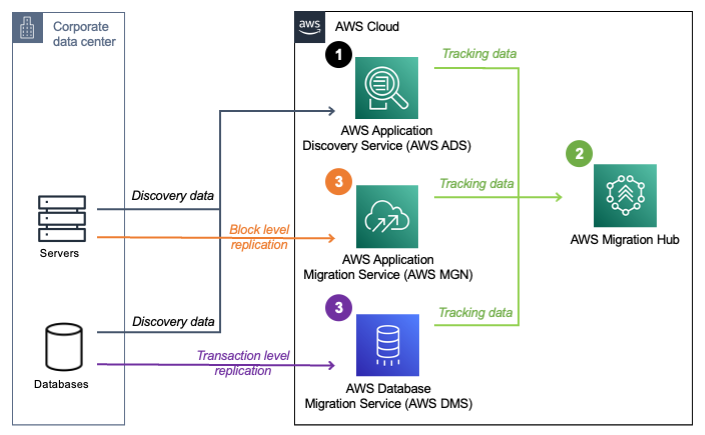 Corporate
data center
aws
AWS Cloud
1
Tracking data
AWS Application
Discovery Service (AWS ADS)
2
Discovery data
3
Tracking data
Block level
replication
Servers
AWS Application
Migration Service (AWS MGN)
AWS Migration Hub
3
Tracking data
Discovery data
Transaction level
replication
Databases
AWS Database
Migration Service (AWS DMS)